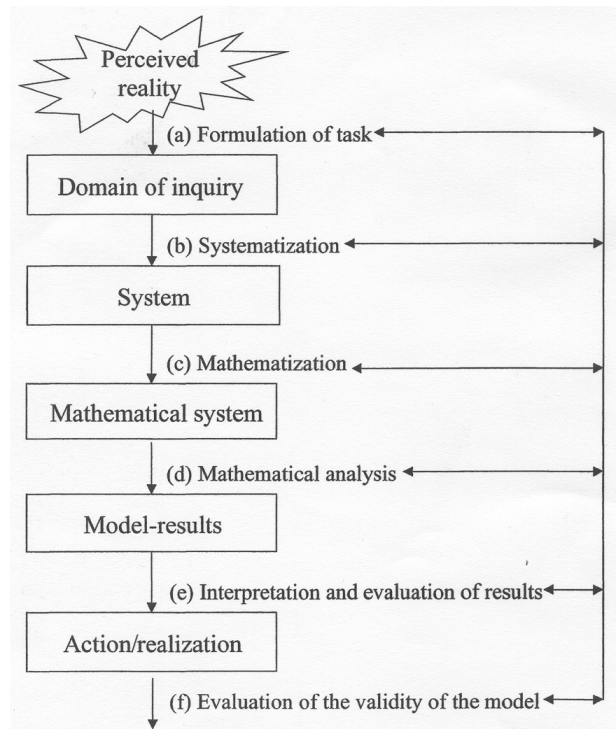 Perceived
reality
(a) Formulation of task
Domain of inquiry
(b) Systematization
System
(c) Mathematization
Mathematical system
(d) Mathematical analysis
Model-results
(e) Interpretation and evaluation of results
Action/realization
(f) Evaluation of the validity of the model